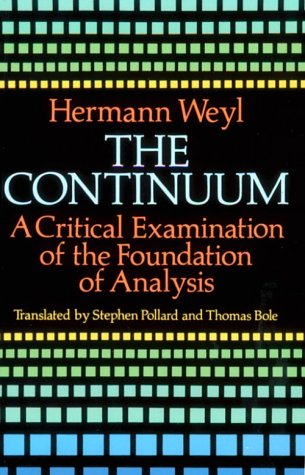 Hermann Weyl
THE
CONTINUUM
A Critical Examination
of the Foundation
of Analysis
Translated by Stephen Pollard and Thomas Bole